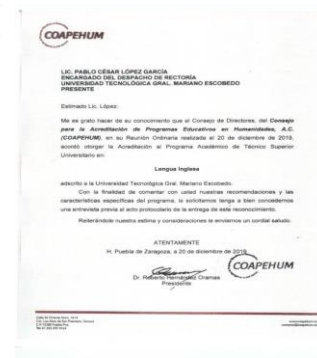 COAPEHUM
LIC. PABLO CÉSAR LÓPEZ GARCÍA
ENCARGADO DEL DESPACHO DE RECTORÍA
UNIVERSIDAD TECNOLÓGICA GRAL. MARIANO ESCOBEDO
PRESENTE
Estimado Lic. López:
Me es grato hacer de su conocimiento que el Consejo de Directores, del Consejo
para la Acreditación de Programas Educativos en Humanidades, A.C.
(COAPEHUM), en su Reunión Ordinaria realizada el 20 de diciembre de 2019,
acordó otorgar la Acreditación al Programa Académico de Técnico Superior
Universitario en:
Lengua Inglesa
adscrito a la Universidad Tecnológica Gral. Mariano Escobedo.
Con la finalidad de comentar con usted nuestras recomendaciones y las
características específicas del programa, le solicitamos tenga a bien concedernos
una entrevista previa al acto protocolario de la entrega de este reconocimiento.
Reiterándole nuestra estima y consideraciones le enviamos un cordial saludo.
ATENTAMENTE
H. Puebla de Zaragoza, a 20 de diciembre de 2019
COAPEHUM
Dr. Roberto Hernández Oramas
Presidente